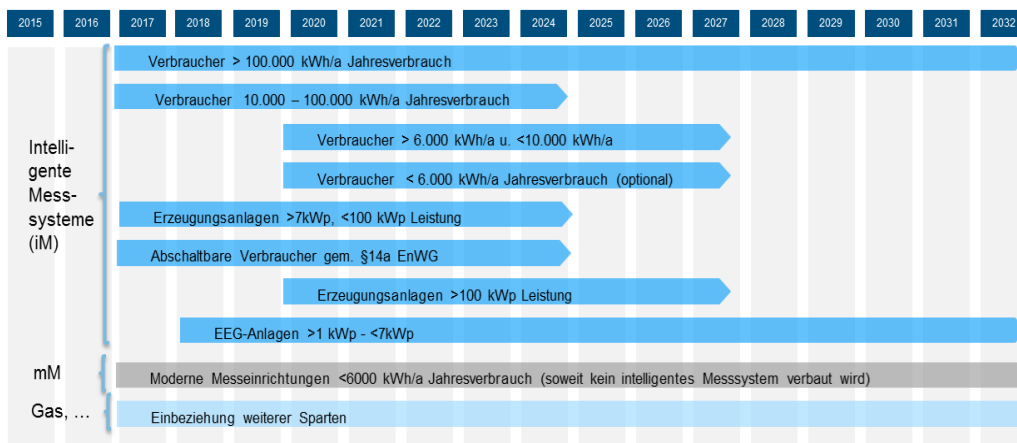 2015 2016 2017 2018 2019 2020 2021 2022 2023 2024 2025 2026 2027 2028 2029 2030 2031 2032
Verbraucher > 100.000 kWh/a Jahresverbrauch
Verbraucher 10.000 – 100.000 kWh/a Jahresverbrauch
Verbraucher > 6.000 kWh/a u. <10.000 kWh/a
Intelli-
gente
Mess-
systeme
(iM)
Verbraucher < 6.000 kWh/a Jahresverbrauch (optional)
Erzeugungsanlagen >7kWp, <100 kWp Leistung
Abschaltbare Verbraucher gem. §14a EnWG
Erzeugungsanlagen >100 kWp Leistung
EEG-Anlagen >1 kWp - <7kWp
mM
Moderne Messeinrichtungen <6000 kWh/a Jahresverbrauch (soweit kein intelligentes Messsystem verbaut wird)
Gas, …
Einbeziehung weiterer Sparten